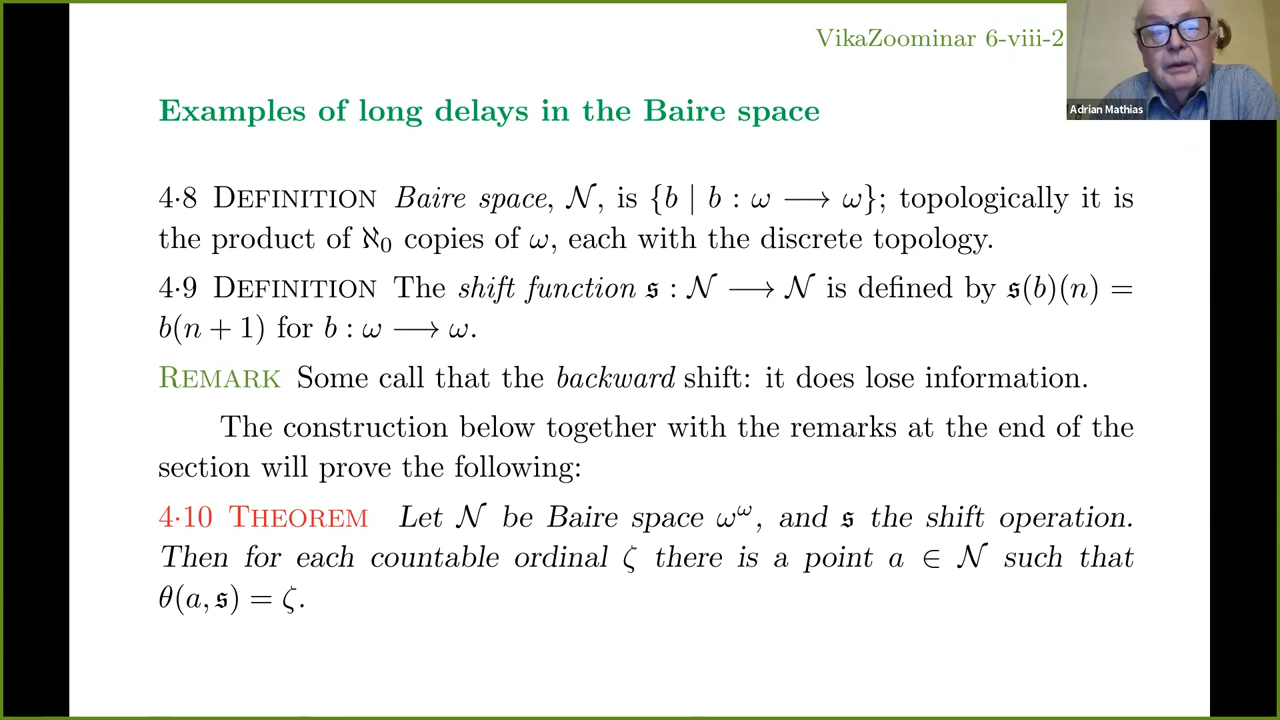 VikaZoominar 6-viii-2
Adrian Mathias
Examples of long delays in the Baire space
4·8 DEFINITION Baire space, 𝒩, is {b | b : ω ⟶ ω}; topologically it is
the product of ℵ₀ copies of ω, each with the discrete topology.
4·9 DEFINITION The shift function 𝔰 : 𝒩 ⟶ 𝒩 is defined by 𝔰(b)(n) =
b(n + 1) for b : ω ⟶ ω.
REMARK Some call that the backward shift: it does lose information.
The construction below together with the remarks at the end of the
section will prove the following:
4·10 THEOREM Let 𝒩 be Baire space ω^ω, and 𝔰 the shift operation.
Then for each countable ordinal ζ there is a point a ∈ 𝒩 such that
θ(a, 𝔰) = ζ.